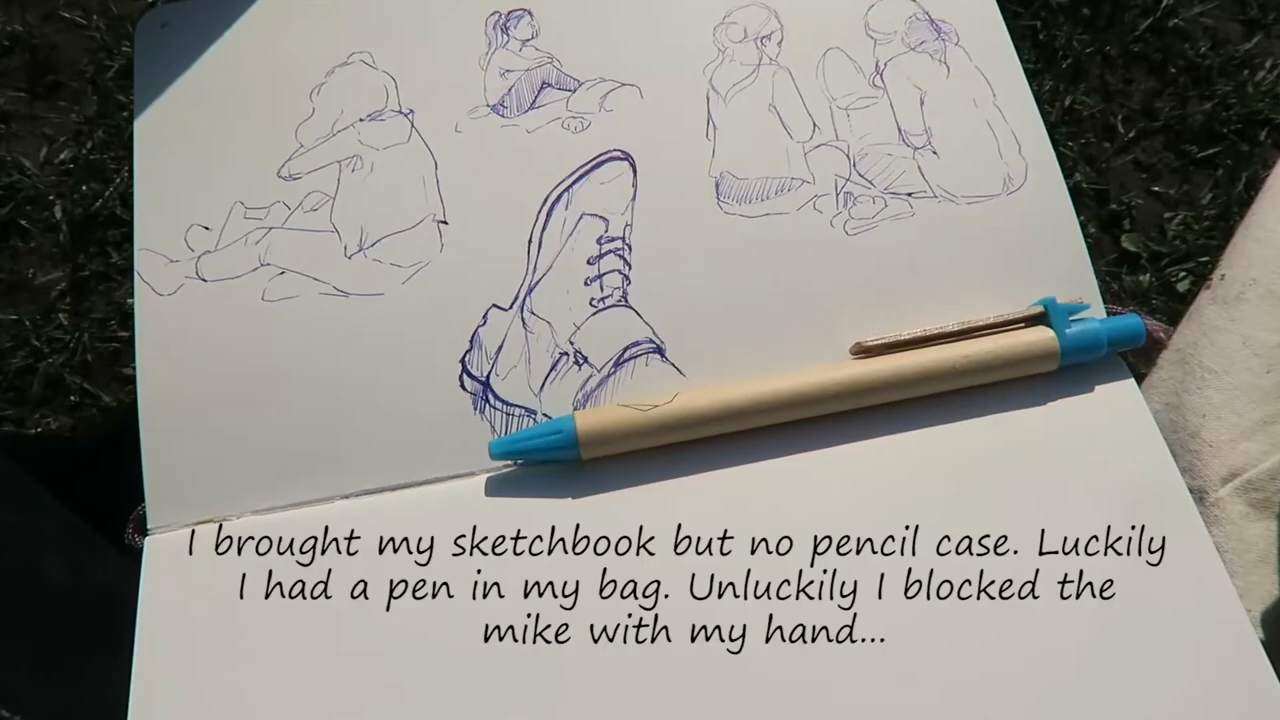 I brought my sketchbook but no pencil case. Luckily
I had a pen in my bag. Unluckily I blocked the
mike with my hand...